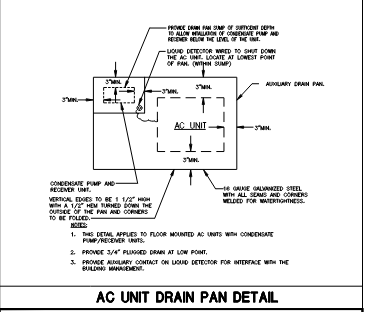 PROVIDE DRAIN PAN SUMP OF SUFFICENT DEPTH
TO ALLOW INTALLATION OF CONDENSATE PUMP AND
RECEIVER BELOW THE LEVEL OF THE UNIT.
LIQUID DETECTOR WIRED TO SHUT DOWN
THE AC UNIT. LOCATE AT LOWEST POINT
OF PAN. (WITHIN SUMP)
3"MIN.
3"MIN.
AUXILIARY DRAIN PAN.
3"MIN.
3"MIN.
3"MIN.
AC UNIT
3"MIN.
3"MIN.
CONDENSATE PUMP AND
RECEIVER UNIT.
VERTICAL EDGES TO BE 1 1/2" HIGH
WITH A 1/2" HEM TURNED DOWN THE
OUTSIDE OF THE PAN AND CORNERS
TO BE FOLDED.
16 GAUGE GALVANIZED STEEL
WITH ALL SEAMS AND CORNERS
WELDED FOR WATERTIGHTNESS.
NOTES:
1. THIS DETAIL APPLIES TO FLOOR MOUNTED AC UNITS WITH CONDENSATE
PUMP/RECEIVER UNITS.
2. PROVIDE 3/4" PLUGGED DRAIN AT LOW POINT.
3. PROVIDE AUXILIARY CONTACT ON LIQUID DETECTOR FOR INTERFACE WITH THE
BUILDING MANAGEMENT.
AC UNIT DRAIN PAN DETAIL